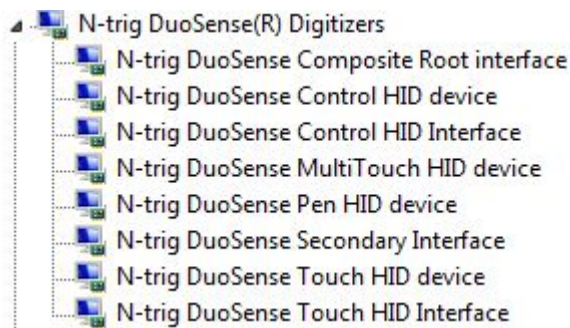 N-trig DuoSense(R) Digitizers
N-trig DuoSense Composite Root interface
N-trig DuoSense Control HID device
N-trig DuoSense Control HID Interface
N-trig DuoSense MultiTouch HID device
N-trig DuoSense Pen HID device
N-trig DuoSense Secondary Interface
N-trig DuoSense Touch HID device
N-trig DuoSense Touch HID Interface